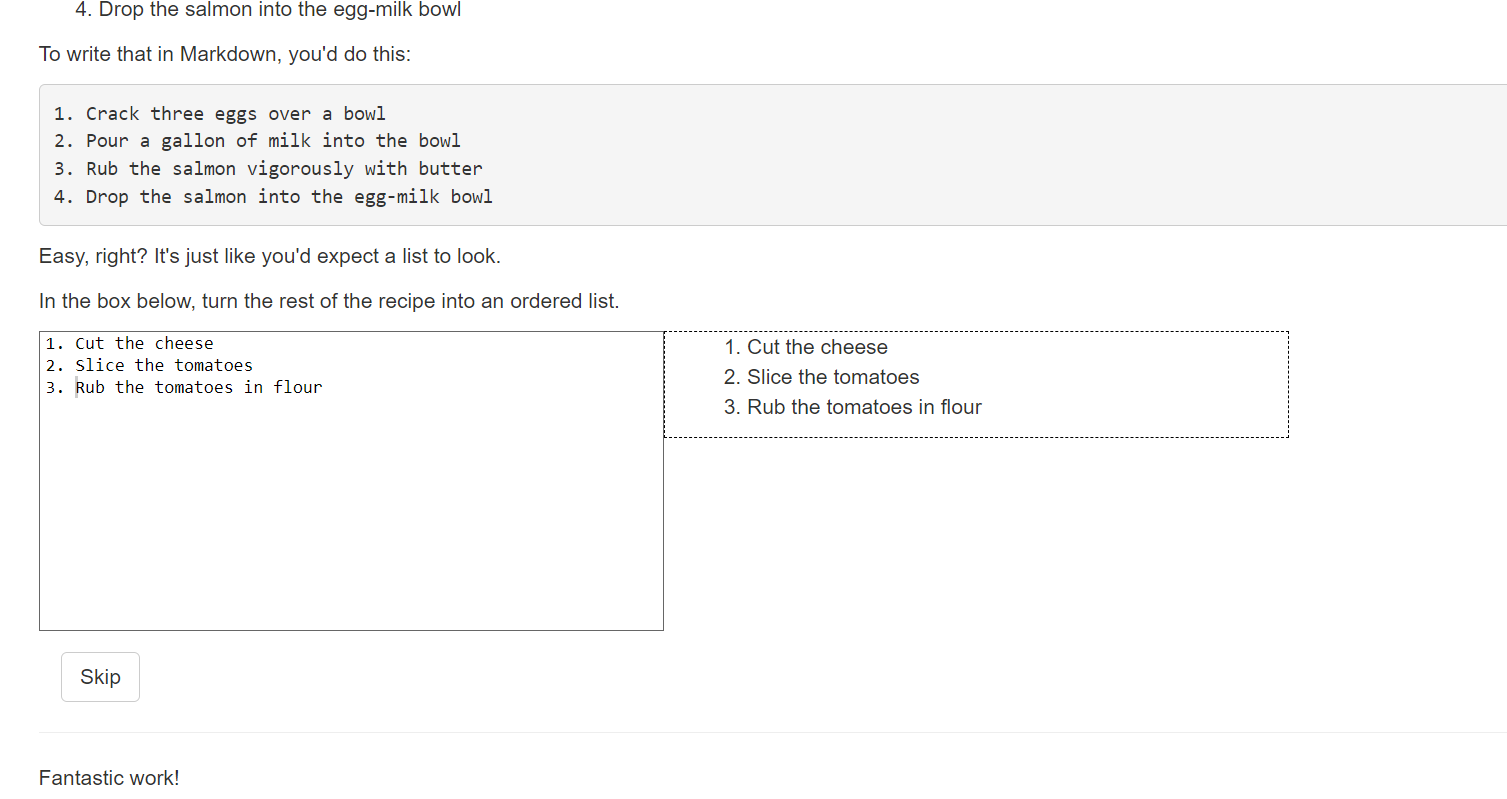 4. Drop the salmon into the egg-milk bowl
To write that in Markdown, you'd do this:
1. Crack three eggs over a bowl
2. Pour a gallon of milk into the bowl
3. Rub the salmon vigorously with butter
4. Drop the salmon into the egg-milk bowl
Easy, right? It's just like you'd expect a list to look.
In the box below, turn the rest of the recipe into an ordered list.
1. Cut the cheese
2. Slice the tomatoes
3. Rub the tomatoes in flour
1. Cut the cheese
2. Slice the tomatoes
3. Rub the tomatoes in flour
Skip
Fantastic work!